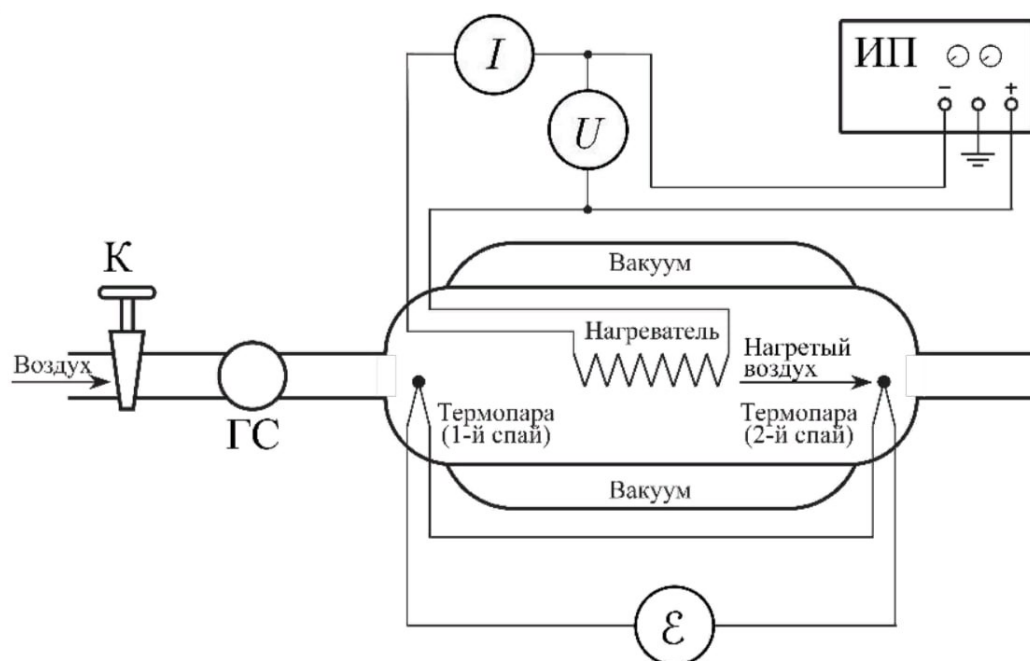 I
ИП
- +
U
К
Вакуум
Воздух
Нагреватель
Нагретый
воздух
ГС
Термопара
(1-й спай)
Термопара
(2-й спай)
Вакуум
ℰ